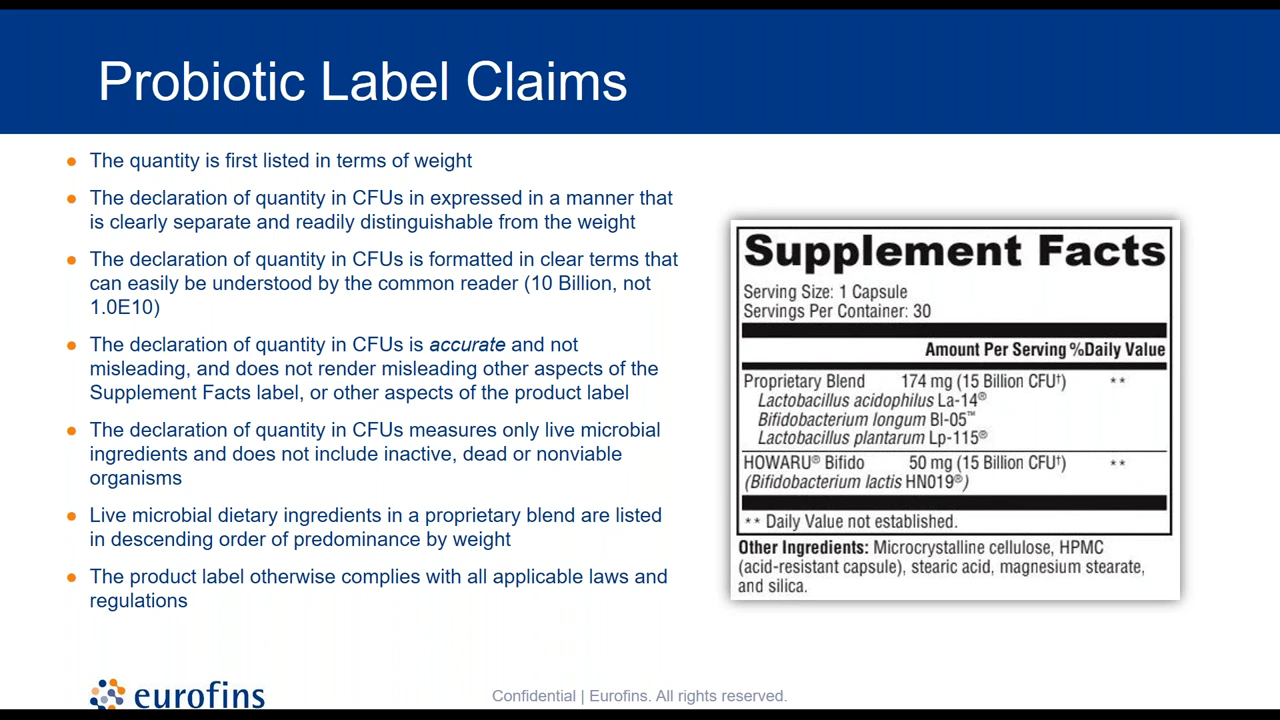 Probiotic Label Claims
• The quantity is first listed in terms of weight
• The declaration of quantity in CFUs in expressed in a manner that
is clearly separate and readily distinguishable from the weight
• The declaration of quantity in CFUs is formatted in clear terms that
can easily be understood by the common reader (10 Billion, not
1.0E10)
• The declaration of quantity in CFUs is accurate and not
misleading, and does not render misleading other aspects of the
Supplement Facts label, or other aspects of the product label
• The declaration of quantity in CFUs measures only live microbial
ingredients and does not include inactive, dead or nonviable
organisms
• Live microbial dietary ingredients in a proprietary blend are listed
in descending order of predominance by weight
• The product label otherwise complies with all applicable laws and
regulations
Supplement Facts
Serving Size: 1 Capsule
Servings Per Container: 30
Amount Per Serving %Daily Value
Proprietary Blend 174 mg (15 Billion CFU†) **
Lactobacillus acidophilus La-14®
Bifidobacterium longum Bl-05™
Lactobacillus plantarum Lp-115®
HOWARU® Bifido 50 mg (15 Billion CFU†) **
(Bifidobacterium lactis HN019®)
** Daily Value not established.
Other Ingredients: Microcrystalline cellulose, HPMC
(acid-resistant capsule), stearic acid, magnesium stearate,
and silica.
eurofins
Confidential | Eurofins. All rights reserved.